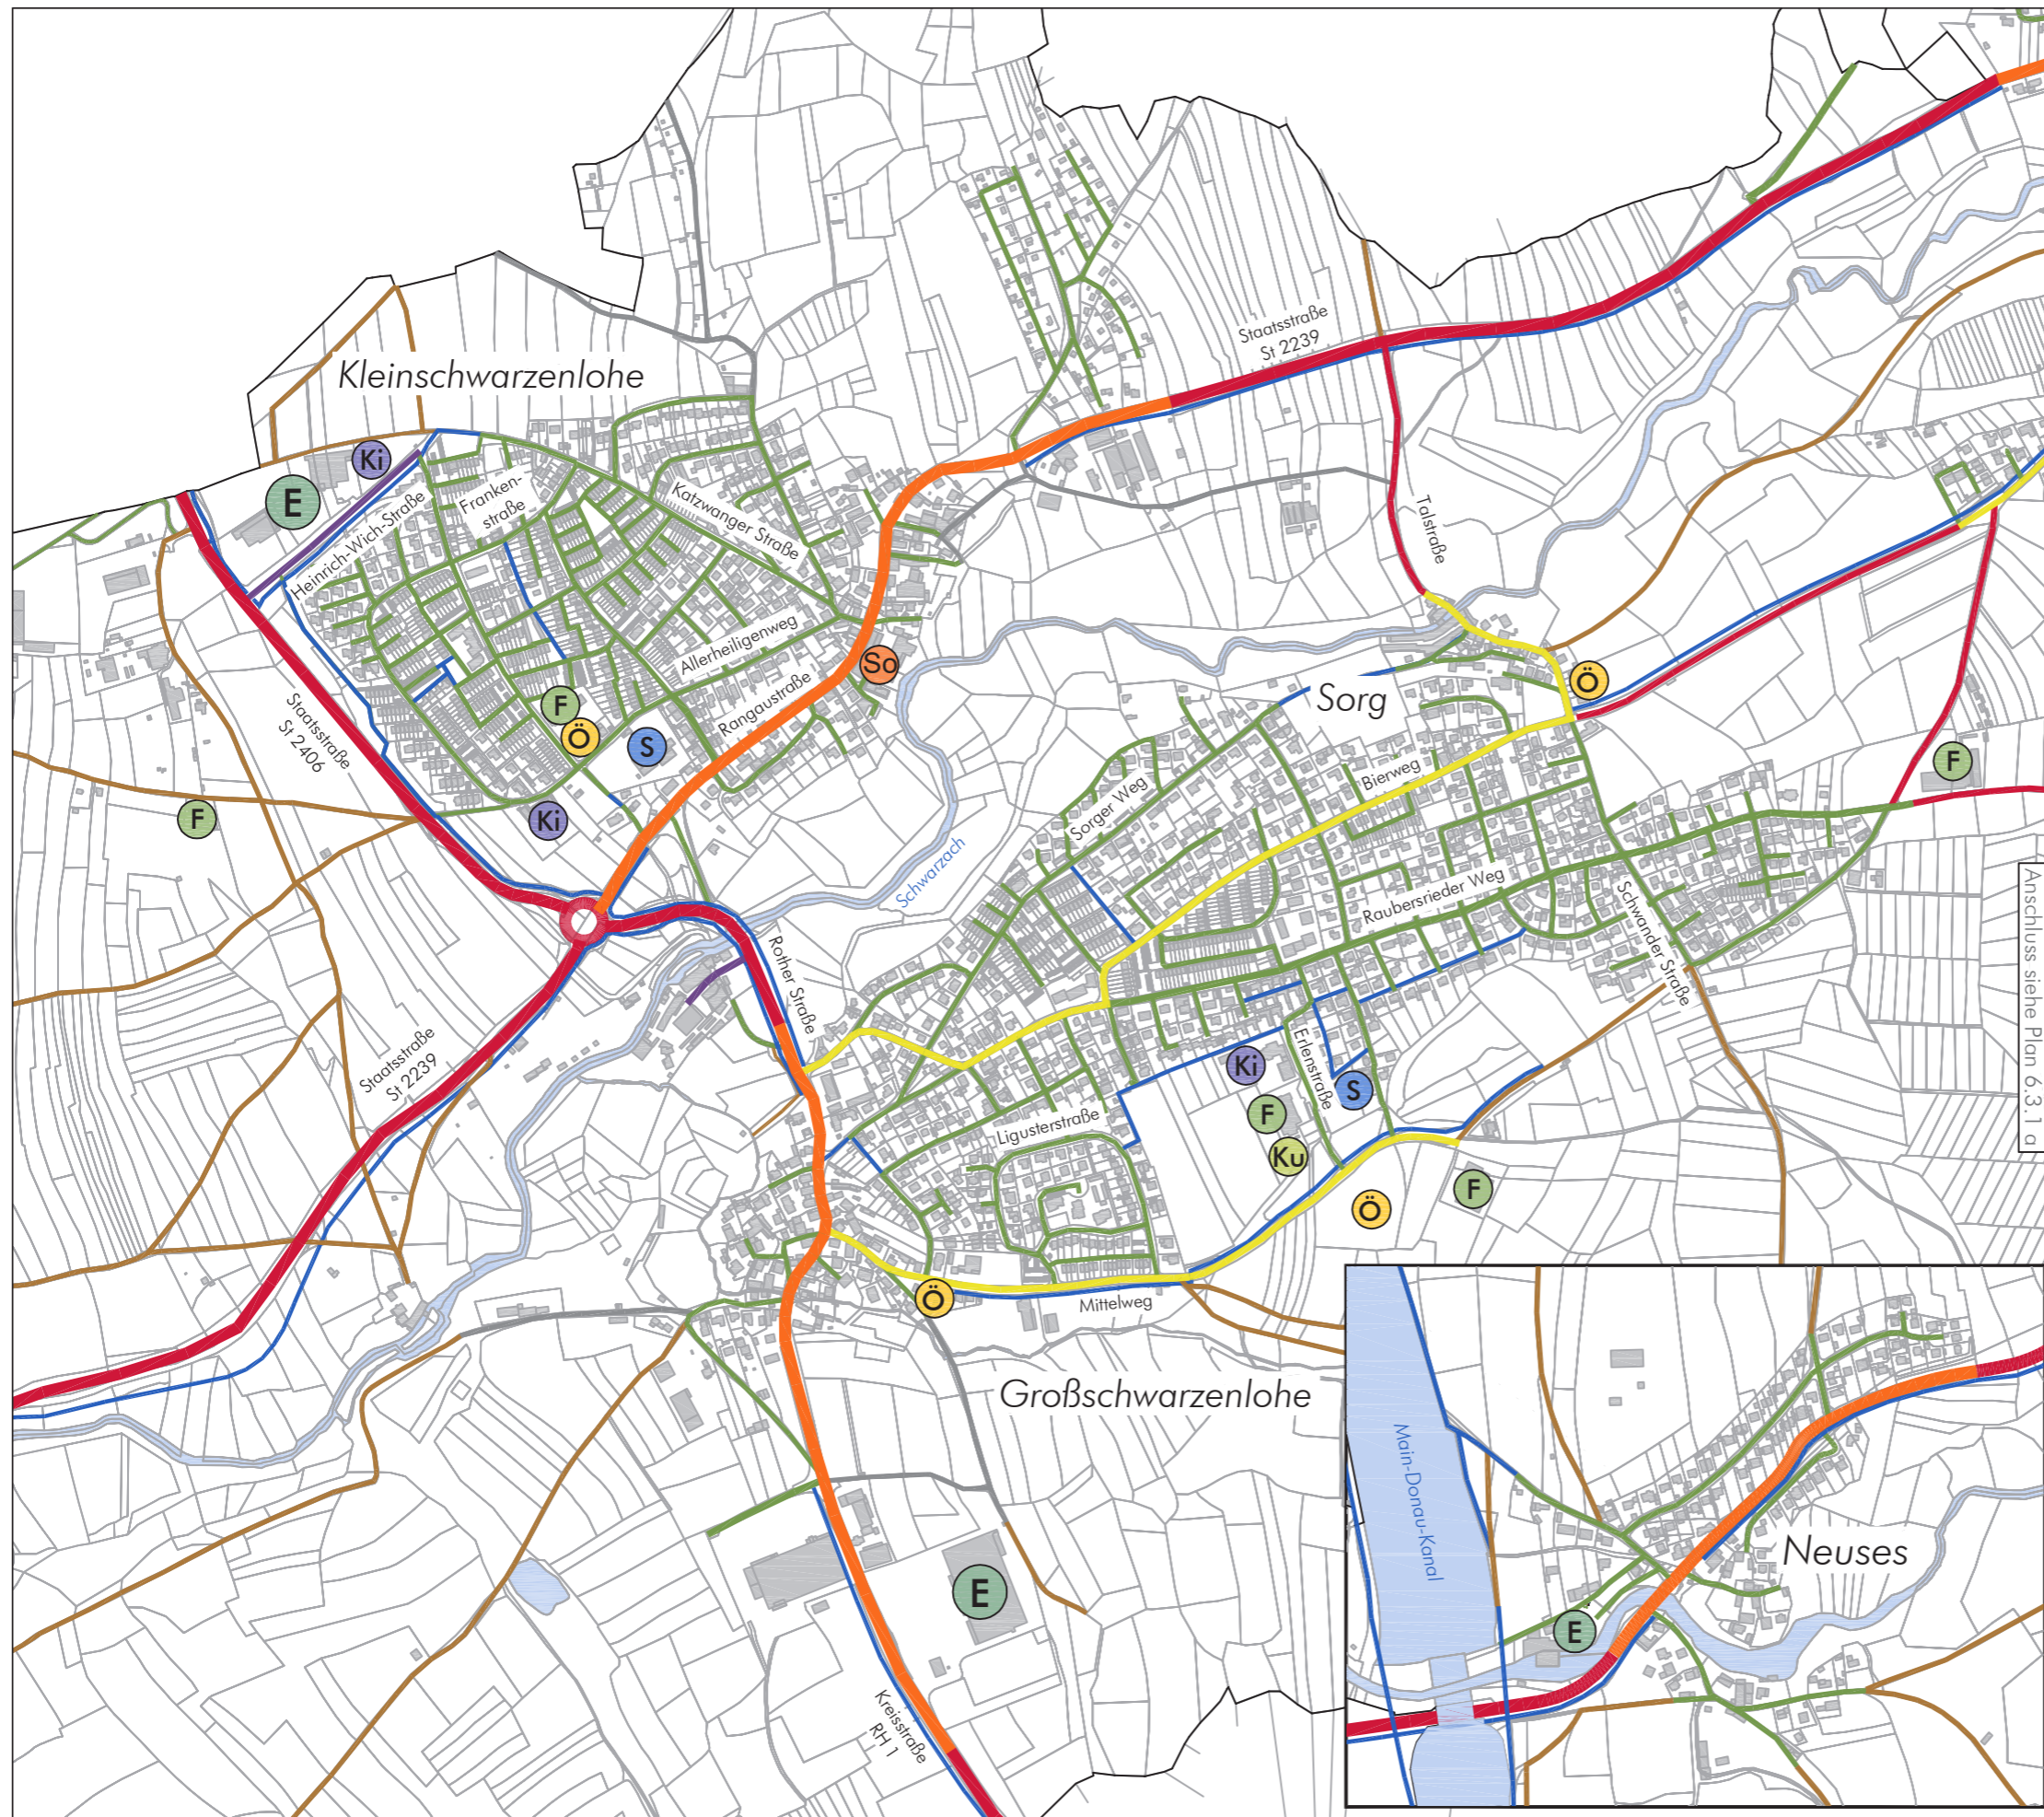 Kleinschwarzenlohe
Ki
E
Heinrich-Wich-Straße
Franken-
straße
Katzwanger Straße
Allerheiligenweg
Rangaustraße
So
F
Ö
S
Ki
F
Staatsstraße
St 2406
Staatsstraße
St 2239
Talstraße
Sorg
Ö
F
Sorger Weg
Bierweg
Raubersrieder Weg
Schwander Straße
Schwarzach
Rother Straße
Staatsstraße
St 2239
Erlenstraße
Ki
S
F
Ku
Ö
F
Ligusterstraße
Mittelweg
Ö
Großschwarzenlohe
E
Kreisstraße
RH 1
Anschluss siehe Plan 6.3.1 a
Main-Donau-Kanal
Neuses
E